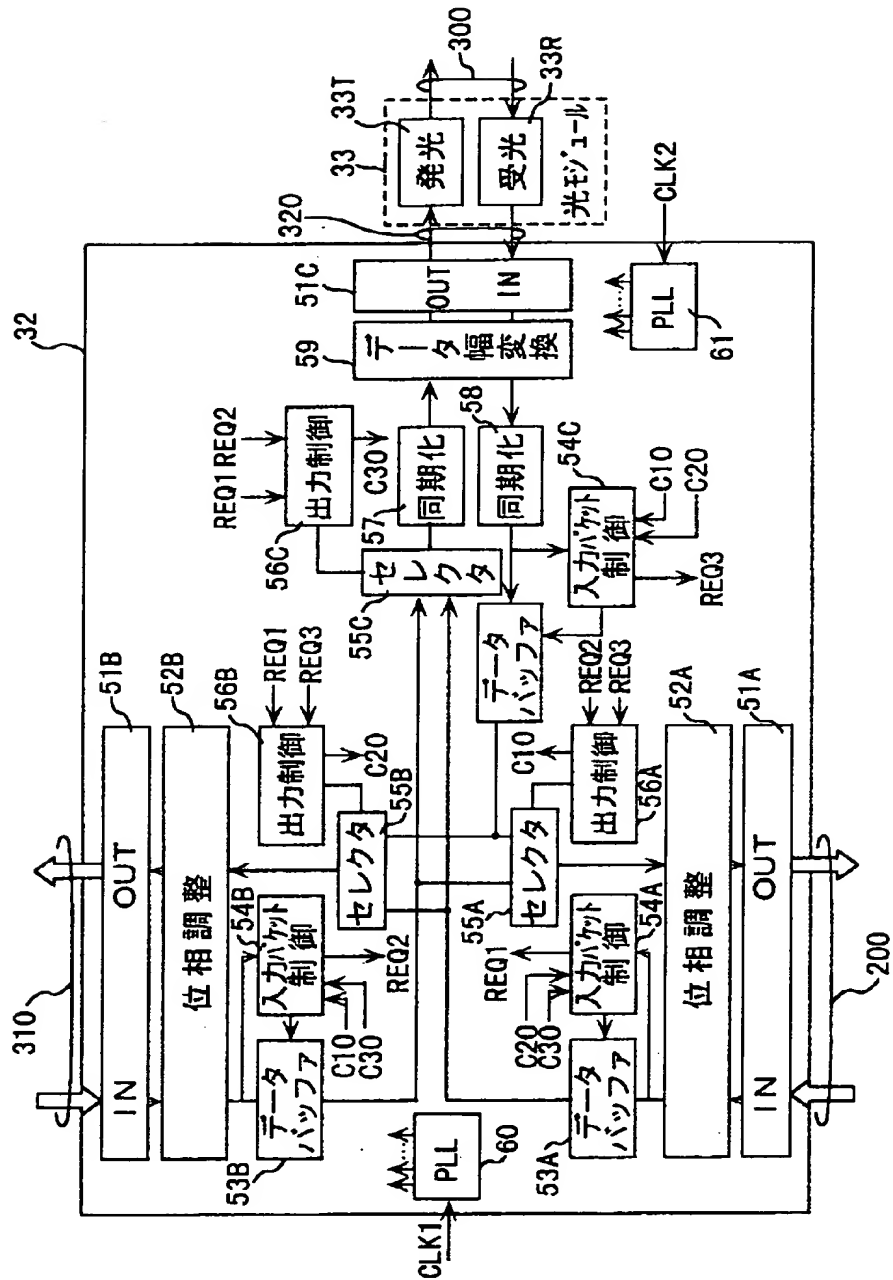 310
IN
OUT
51B
位相調整
52B
データ
バッファ
53B
入力パケット
制御
54B
C10
C30
REQ2
出力制御
56B
REQ1
REQ3
C20
セレクタ
55B
CLK1
PLL
60
32
REQ1
REQ2
出力制御
56C
C30
セレクタ
55C
同期化
57
同期化
58
データ幅変換
59
51C
OUT
IN
320
33
33T
発光
受光
33R
光モジュール
300
データ
バッファ
入力パケット
制御
54C
C10
C20
REQ3
PLL
61
CLK2
セレクタ
55A
出力制御
56A
C10
REQ2
REQ3
REQ1
C20
C30
入力パケット
制御
54A
データ
バッファ
53A
位相調整
52A
IN
OUT
51A
200